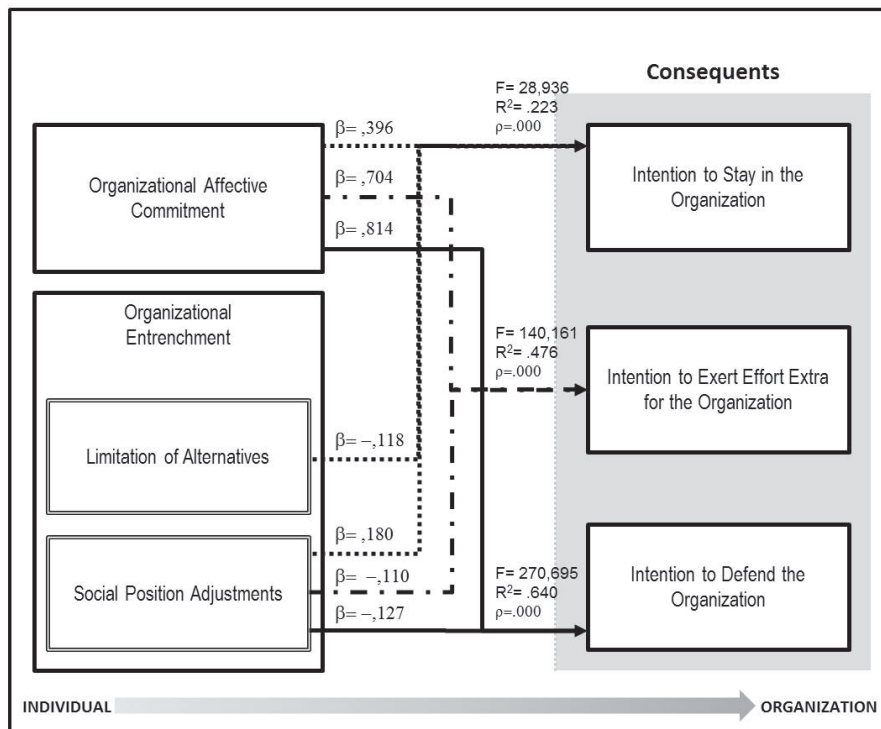 Consequents
F= 28,936
R²= .223
ρ=.000
β= ,396
Organizational Affective
Commitment
β= ,704
β= ,814
Intention to Stay in the
Organization
Organizational
Entrenchment
F= 140,161
R²= .476
ρ=.000
Intention to Exert Effort Extra
for the Organization
Limitation of Alternatives
β= –,118
β= ,180
Social Position Adjustments
β= –,110
β= –,127
F= 270,695
R²= .640
ρ=.000
Intention to Defend the
Organization
INDIVIDUAL
ORGANIZATION